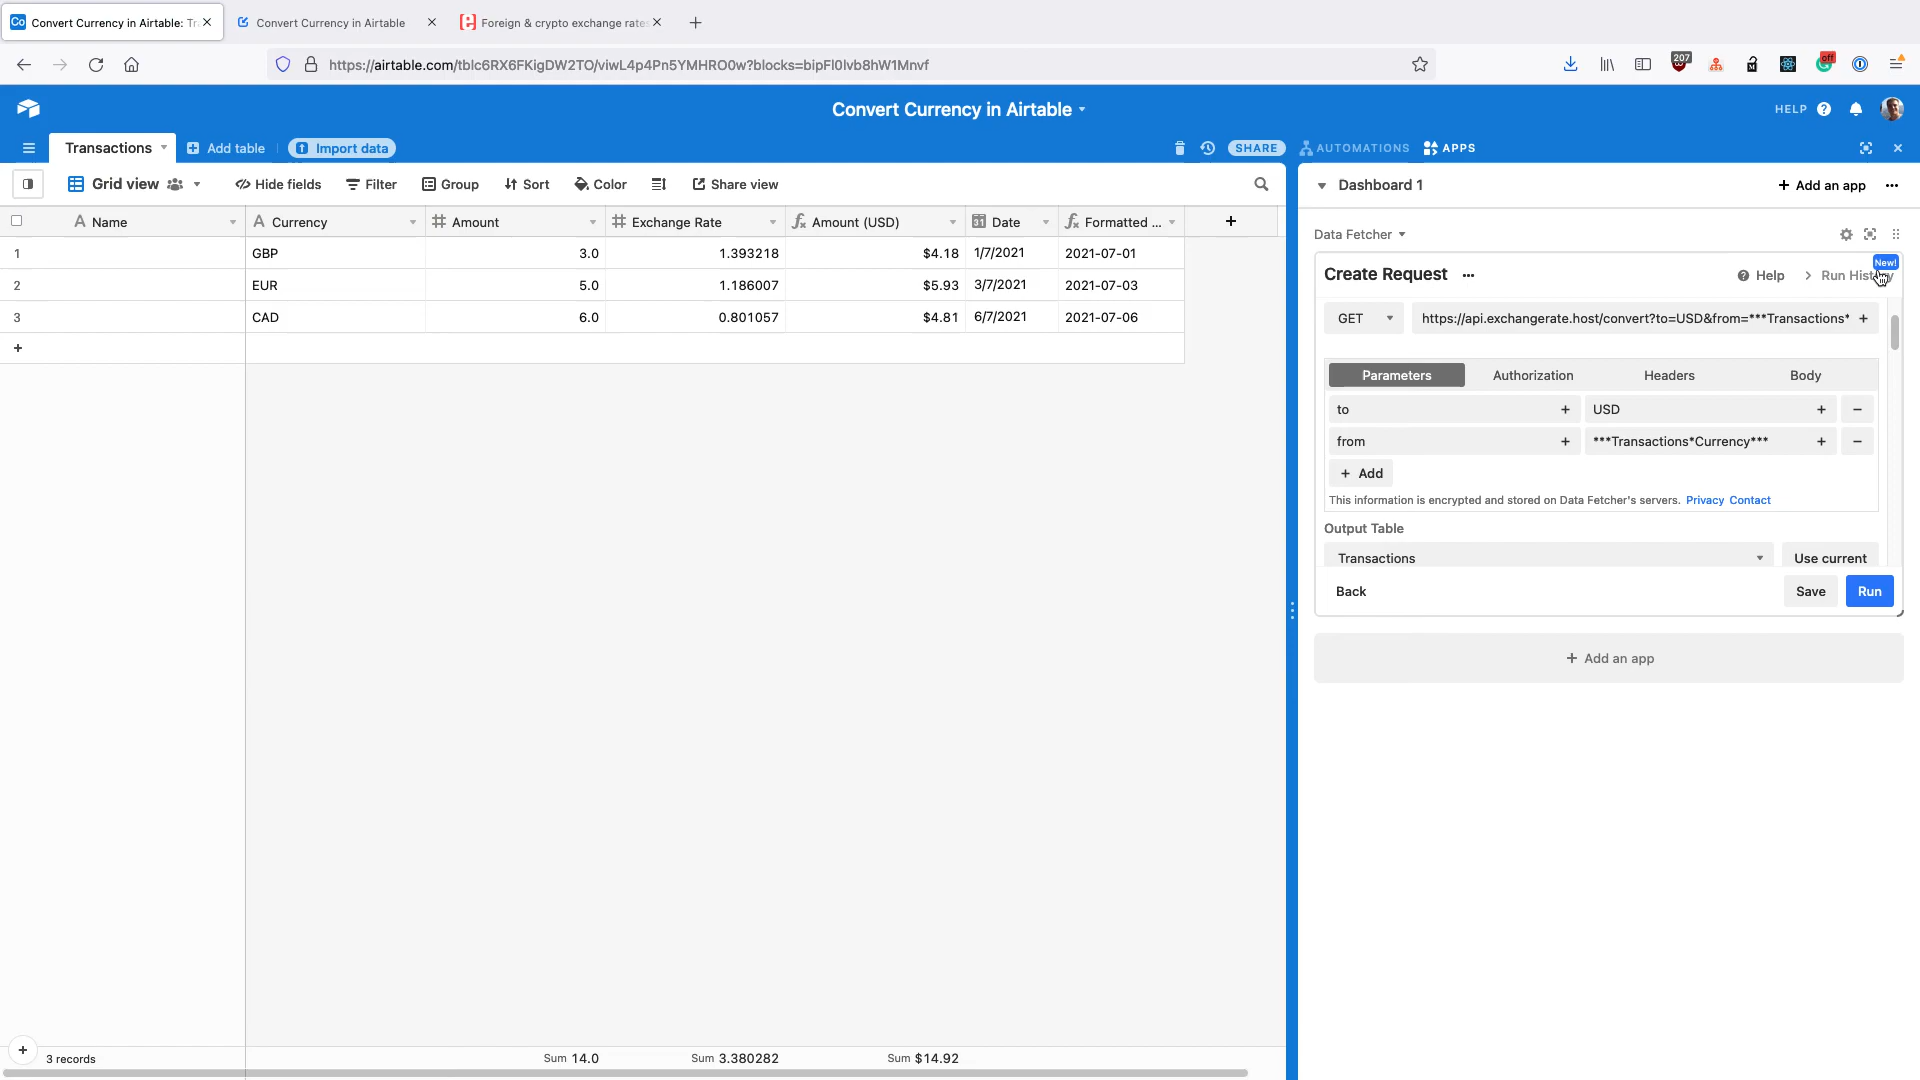 Co Convert Currency in Airtable: Tr
Convert Currency in Airtable
Foreign & crypto exchange rates
https://airtable.com/tblc6RX6FKigDW2TO/viwL4p4Pn5YMHRO0w?blocks=bipFl0lvb8hW1Mnvf
207
off
Convert Currency in Airtable
HELP
Transactions
Add table
Import data
SHARE
AUTOMATIONS
APPS
Grid view
Hide fields
Filter
Group
Sort
Color
Share view
Dashboard 1
+ Add an app
Name
Currency
Amount
Exchange Rate
Amount (USD)
31 Date
Formatted ...
1 GBP 3.0 1.393218 $4.18 1/7/2021 2021-07-01
2 EUR 5.0 1.186007 $5.93 3/7/2021 2021-07-03
3 CAD 6.0 0.801057 $4.81 6/7/2021 2021-07-06
Data Fetcher
New!
Create Request
Help
Run History
GET
https://api.exchangerate.host/convert?to=USD&from=***Transactions*
Parameters
Authorization
Headers
Body
to
USD
from
***Transactions*Currency***
+ Add
This information is encrypted and stored on Data Fetcher's servers. Privacy Contact
Output Table
Transactions
Use current
Back
Save
Run
+ Add an app
3 records
Sum 14.0
Sum 3.380282
Sum $14.92